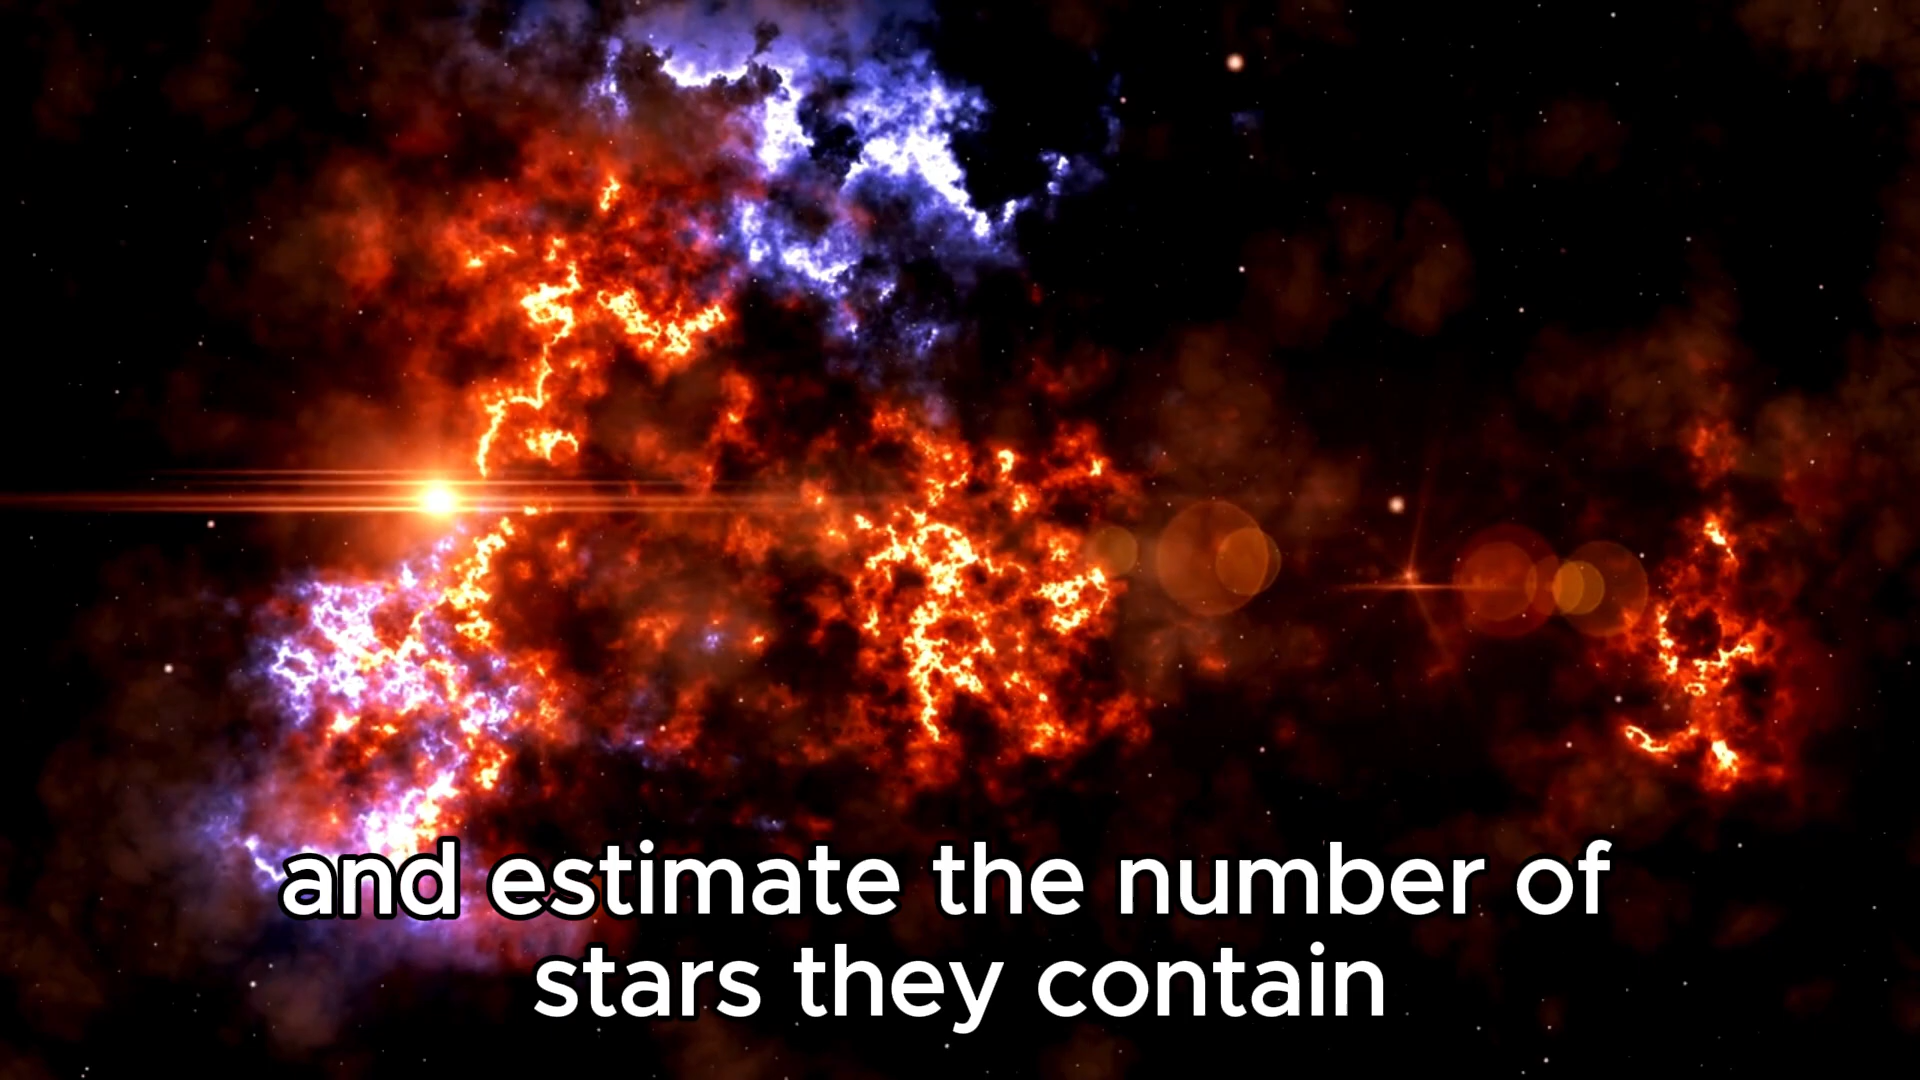 and estimate the number of
stars they contain